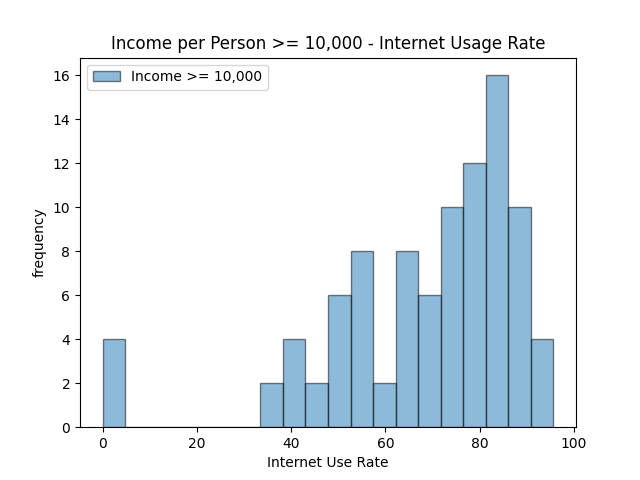 Income per Person >= 10,000 - Internet Usage Rate
Income >= 10,000
16
14
12
10
8
6
4
2
0
frequency
0 20 40 60 80 100
Internet Use Rate